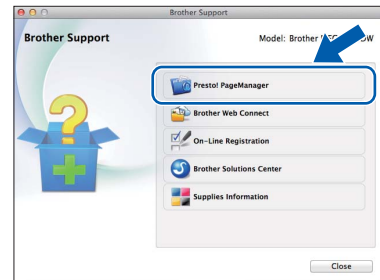 Brother Support
Brother Support
Model: Brother
Presto! PageManager
Brother Web Connect
On-Line Registration
Brother Solutions Center
Supplies Information
Close